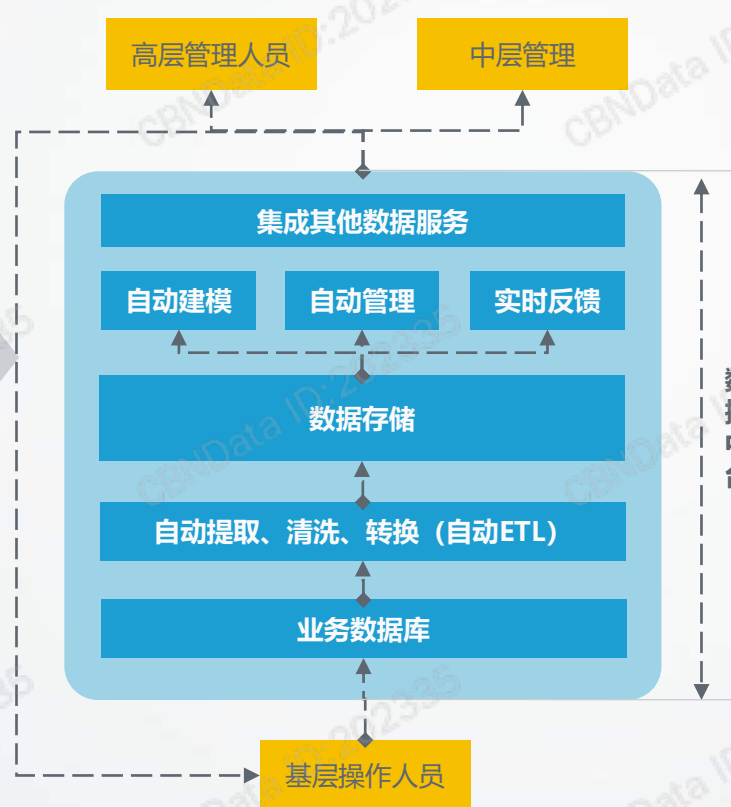 高层管理人员
中层管理
集成其他数据服务
自动建模
自动管理
实时反馈
数据存储
自动提取、清洗、转换（自动ETL）
业务数据库
基层操作人员
CBNData ID:202335